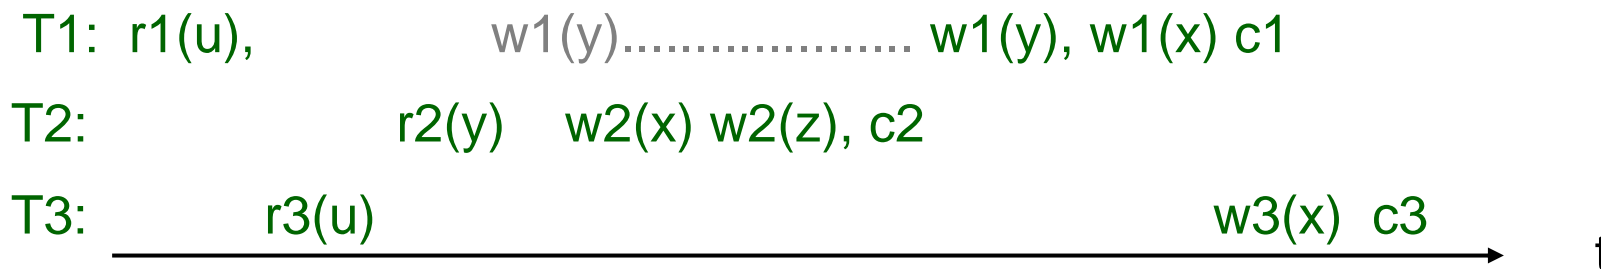 T1: r1(u), w1(y).................... w1(y), w1(x) c1
T2: r2(y) w2(x) w2(z), c2
T3: r3(u) w3(x) c3